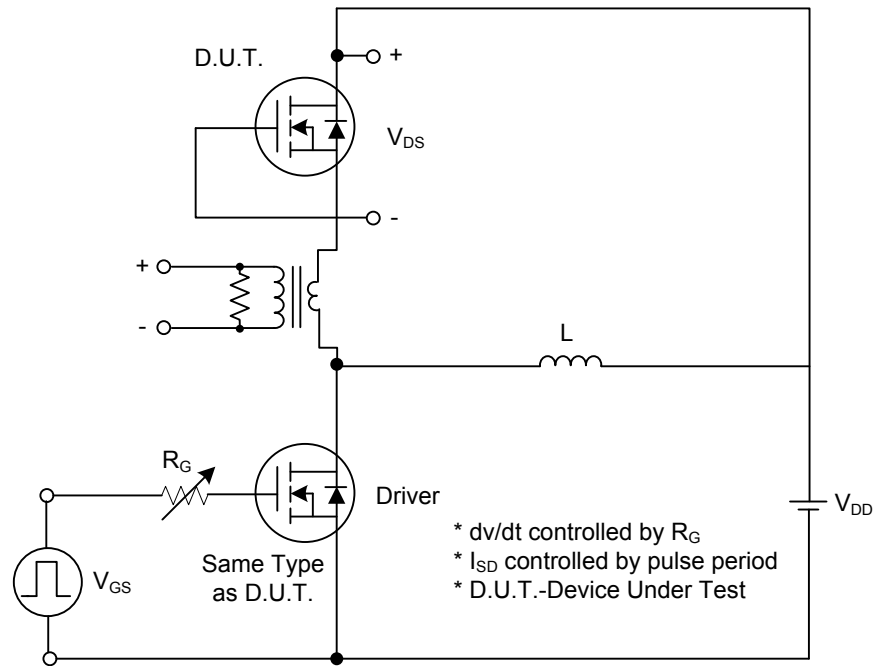 D.U.T.
+
V_DS
-
+
-
L
R_G
Driver
V_DD
Same Type
as D.U.T.
V_GS
* dv/dt controlled by R_G
* I_SD controlled by pulse period
* D.U.T.-Device Under Test